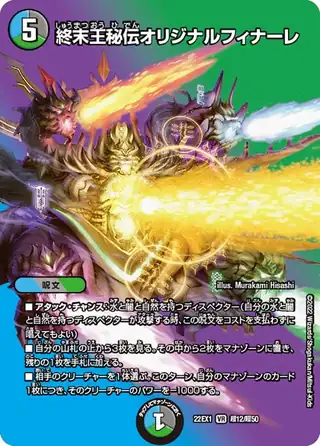 5
しゅうまつおうひでん
終末王秘伝オリジナルフィナーレ
illus. Murakami Hisashi
呪文
■アタック・チャンス:水と闇と自然を持つディスペクター(自分の水と闇
と自然を持つディスペクターが攻撃する時、この呪文をコストを支払わずに
唱えてもよい)
■自分の山札の上から3枚を見る。その中から2枚をマナゾーンに置き、
残りの1枚を手札に加える。
■相手のクリーチャーを1体選ぶ。このターン、自分のマナゾーンのカード
1枚につき、そのクリーチャーのパワーを-1000する。
1
22EX1 VR 超12/超50